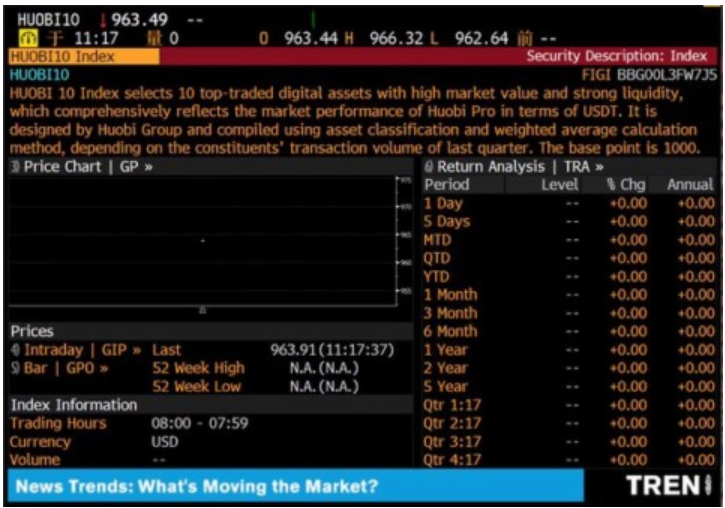 HUOBI10 ↓963.49 --
于 11:17 量 0 O 963.44 H 966.32 L 962.64 前 --
HUOBI10 Index Security Description: Index
HUOBI10 FIGI BBG00L3FW7J5
HUOBI 10 Index selects 10 top-traded digital assets with high market value and strong liquidity,
which comprehensively reflects the market performance of Huobi Pro in terms of USDT. It is
designed by Huobi Group and compiled using asset classification and weighted average calculation
method, depending on the constituents' transaction volume of last quarter. The base point is 1000.
3) Price Chart | GP »
975
970
965
960
955
21
Prices
4) Intraday | GIP » Last 963.91(11:17:37)
5) Bar | GPO » 52 Week High N.A.(N.A.)
52 Week Low N.A.(N.A.)
Index Information
Trading Hours 08:00 - 07:59
Currency USD
Volume --
Return Analysis | TRA »
Period Level % Chg Annual
1 Day -- +0.00 +0.00
5 Days -- +0.00 +0.00
MTD -- +0.00 +0.00
QTD -- +0.00 +0.00
YTD -- +0.00 +0.00
1 Month -- +0.00 +0.00
3 Month -- +0.00 +0.00
6 Month -- +0.00 +0.00
1 Year -- +0.00 +0.00
2 Year -- +0.00 +0.00
5 Year -- +0.00 +0.00
Qtr 1:17 -- +0.00 +0.00
Qtr 2:17 -- +0.00 +0.00
Qtr 3:17 -- +0.00 +0.00
Qtr 4:17 -- +0.00 +0.00
News Trends: What's Moving the Market?
TREN